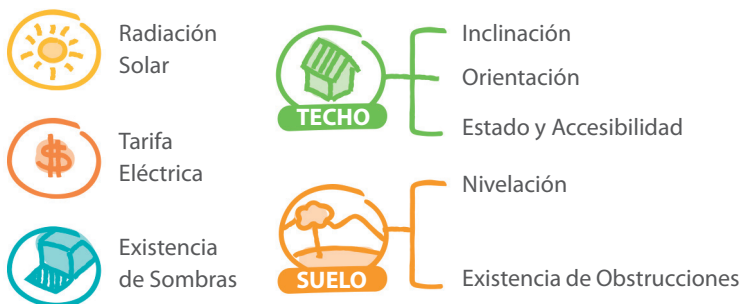 Radiación
Solar
Tarifa
Eléctrica
Existencia
de Sombras
TECHO
Inclinación
Orientación
Estado y Accesibilidad
SUELO
Nivelación
Existencia de Obstrucciones